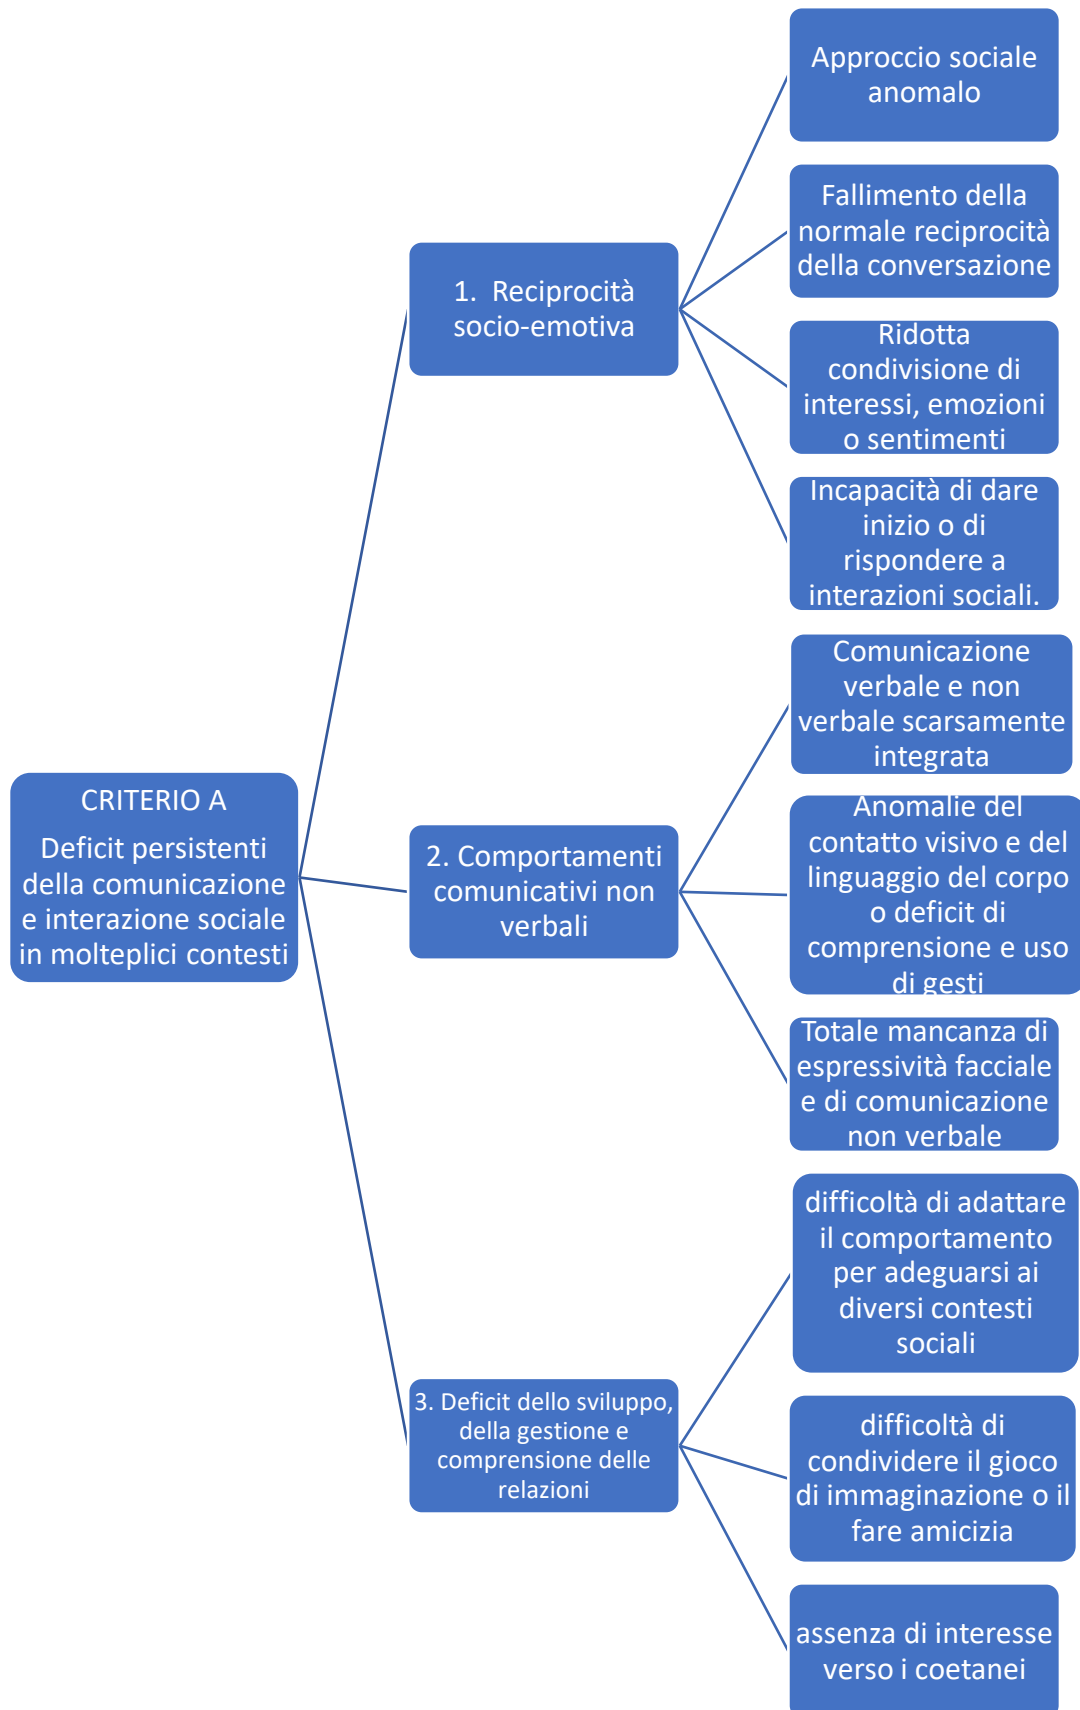 CRITERIO A
Deficit persistenti
della comunicazione
e interazione sociale
in molteplici contesti
1. Reciprocità
socio-emotiva
Approccio sociale
anomalo
Fallimento della
normale reciprocità
della conversazione
Ridotta
condivisione di
interessi, emozioni
o sentimenti
Incapacità di dare
inizio o di
rispondere a
interazioni sociali.
2. Comportamenti
comunicativi non
verbali
Comunicazione
verbale e non
verbale scarsamente
integrata
Anomalie del
contatto visivo e del
linguaggio del corpo
o deficit di
comprensione e uso
di gesti
Totale mancanza di
espressività facciale
e di comunicazione
non verbale
3. Deficit dello sviluppo,
della gestione e
comprensione delle
relazioni
difficoltà di adattare
il comportamento
per adeguarsi ai
diversi contesti
sociali
difficoltà di
condividere il gioco
di immaginazione o il
fare amicizia
assenza di interesse
verso i coetanei